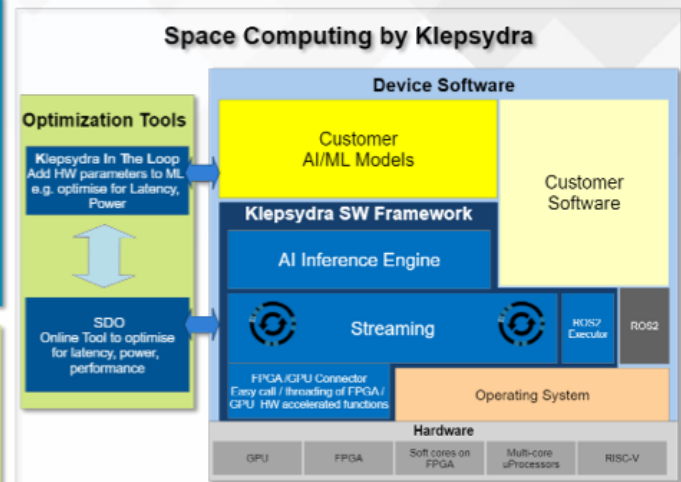 Space Computing by Klepsydra
Optimization Tools
Klepsydra In The Loop
Add HW parameters to ML
e.g. optimise for Latency,
Power
SDO
Online Tool to optimise
for latency, power,
performance
Device Software
Customer
AI/ML Models
Customer
Software
Klepsydra SW Framework
AI Inference Engine
Streaming
ROS2
Executor
ROS2
FPGA/GPU Connector
Easy call / threading of FPGA /
GPU HW accelerated functions
Operating System
Hardware
GPU
FPGA
Soft cores on
FPGA
Multi-core
uProcessors
RISC-V